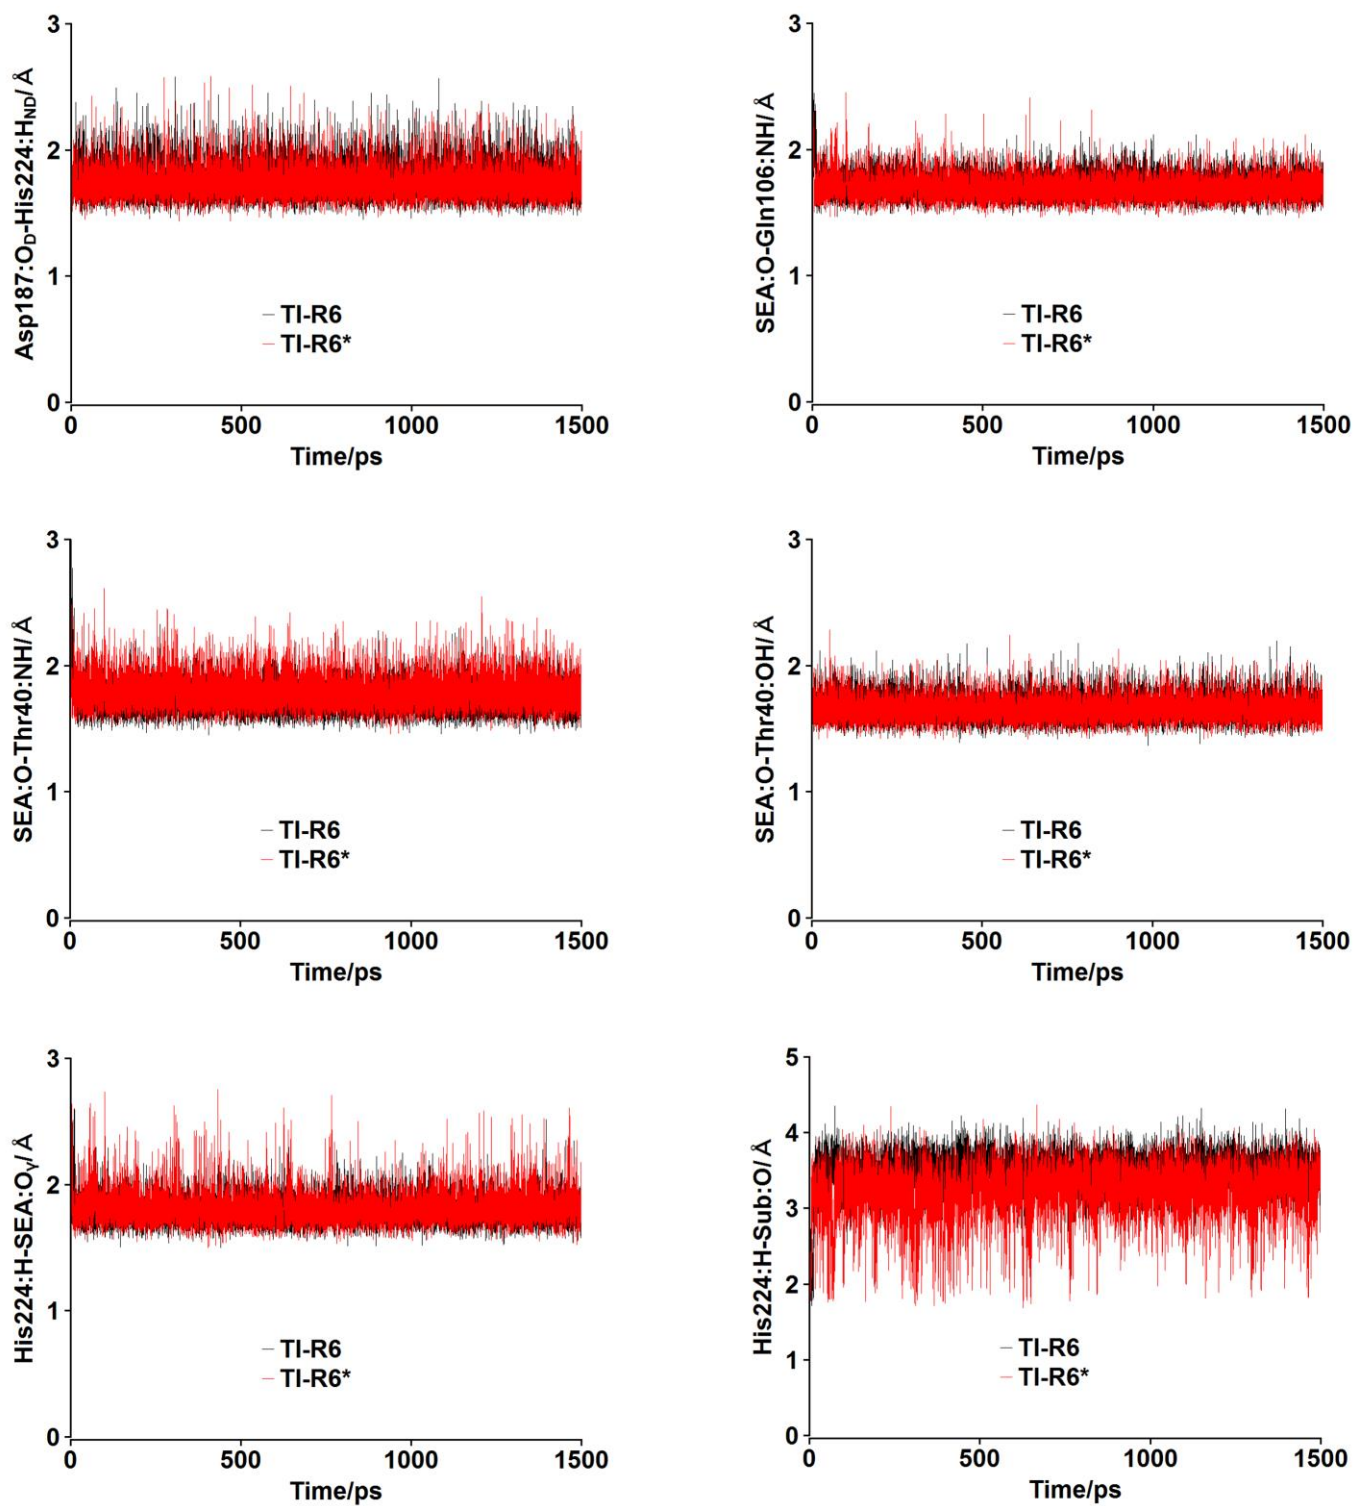 Asp187:O_D-His224:H_ND/Å
3
2
1
0
0 500 1000 1500
Time/ps
TI-R6
TI-R6*
SEA:O-Gln106:NH/Å
3
2
1
0
0 500 1000 1500
Time/ps
TI-R6
TI-R6*
SEA:O-Thr40:NH/Å
3
2
1
0
0 500 1000 1500
Time/ps
TI-R6
TI-R6*
SEA:O-Thr40:OH/Å
3
2
1
0
0 500 1000 1500
Time/ps
TI-R6
TI-R6*
His224:H-SEA:Oγ/Å
3
2
1
0
0 500 1000 1500
Time/ps
TI-R6
TI-R6*
His224:H-Sub:O/Å
5
4
3
2
1
0
0 500 1000 1500
Time/ps
TI-R6
TI-R6*